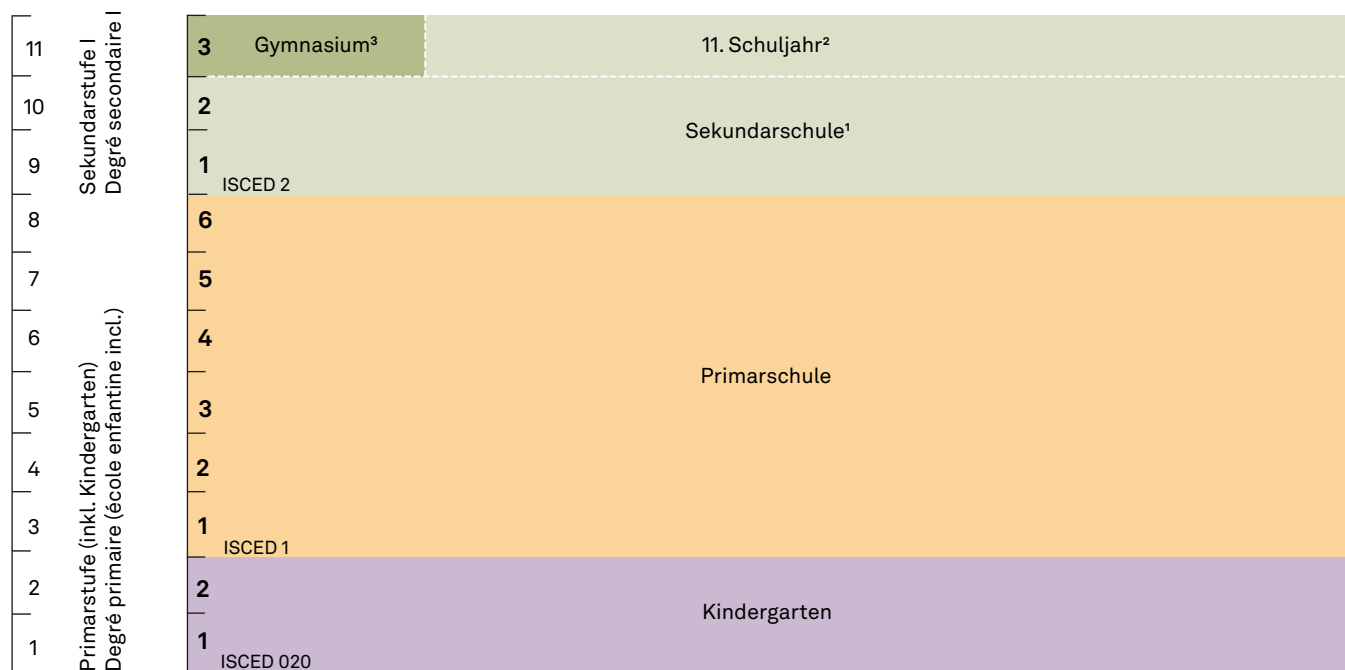 11
10
9
8
7
6
5
4
3
2
1
Sekundarstufe I
Degré secondaire I
Primarstufe (inkl. Kindergarten)
Degré primaire (école enfantine incl.)
3
Gymnasium³
11. Schuljahr²
2
Sekundarschule¹
1
ISCED 2
6
5
4
Primarschule
3
2
1
ISCED 1
2
Kindergarten
1
ISCED 020